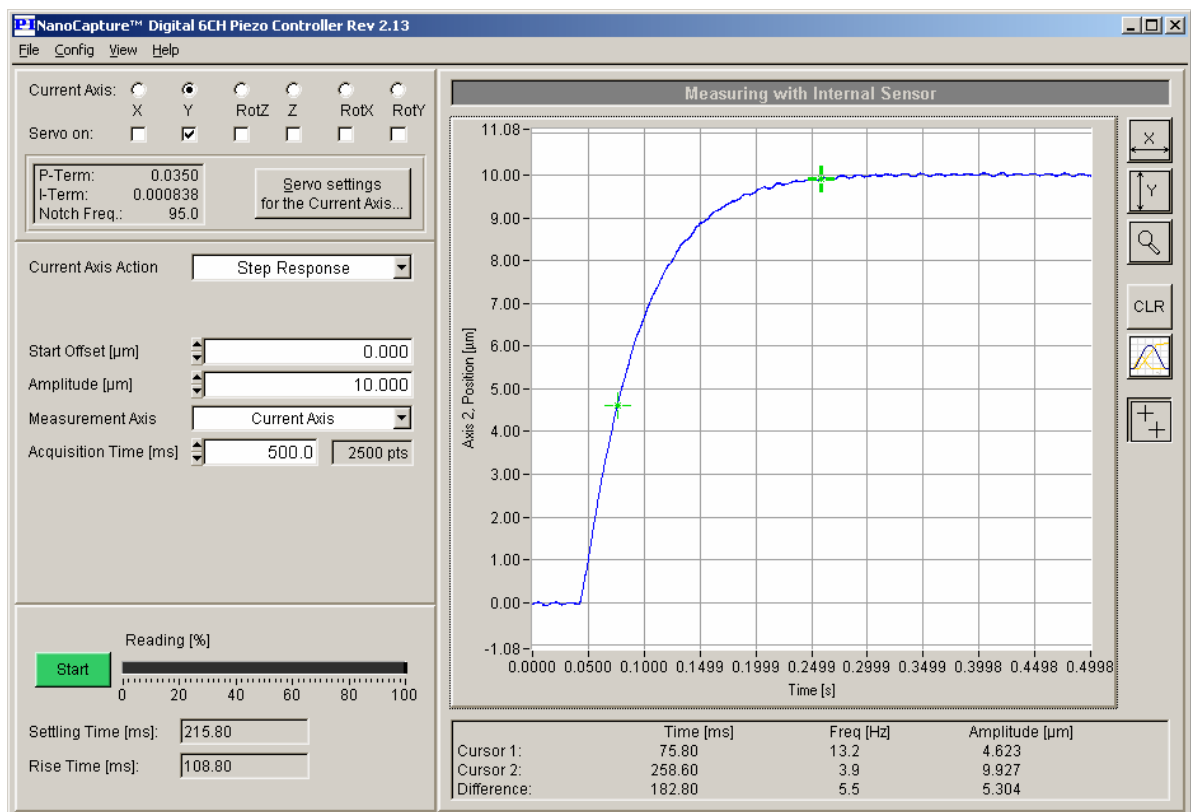 PI NanoCapture™ Digital 6CH Piezo Controller Rev 2.13
File Config View Help
Current Axis:
X Y RotZ Z RotX RotY
Servo on:
P-Term: 0.0350
I-Term: 0.000838
Notch Freq.: 95.0
Servo settings
for the Current Axis...
Current Axis Action Step Response
Start Offset [µm] 0.000
Amplitude [µm] 10.000
Measurement Axis Current Axis
Acquisition Time [ms] 500.0 2500 pts
Reading [%]
Start
0 20 40 60 80 100
Settling Time [ms]: 215.80
Rise Time [ms]: 108.80
Measuring with Internal Sensor
11.08
10.00
9.00
8.00
7.00
6.00
5.00
4.00
3.00
2.00
1.00
0.00
-1.08
Axis 2, Position [µm]
0.0000 0.0500 0.1000 0.1499 0.1999 0.2499 0.2999 0.3499 0.3998 0.4498 0.4998
Time [s]
X
Y
CLR
Time [ms] Freq [Hz] Amplitude [µm]
Cursor 1: 75.80 13.2 4.623
Cursor 2: 258.60 3.9 9.927
Difference: 182.80 5.5 5.304